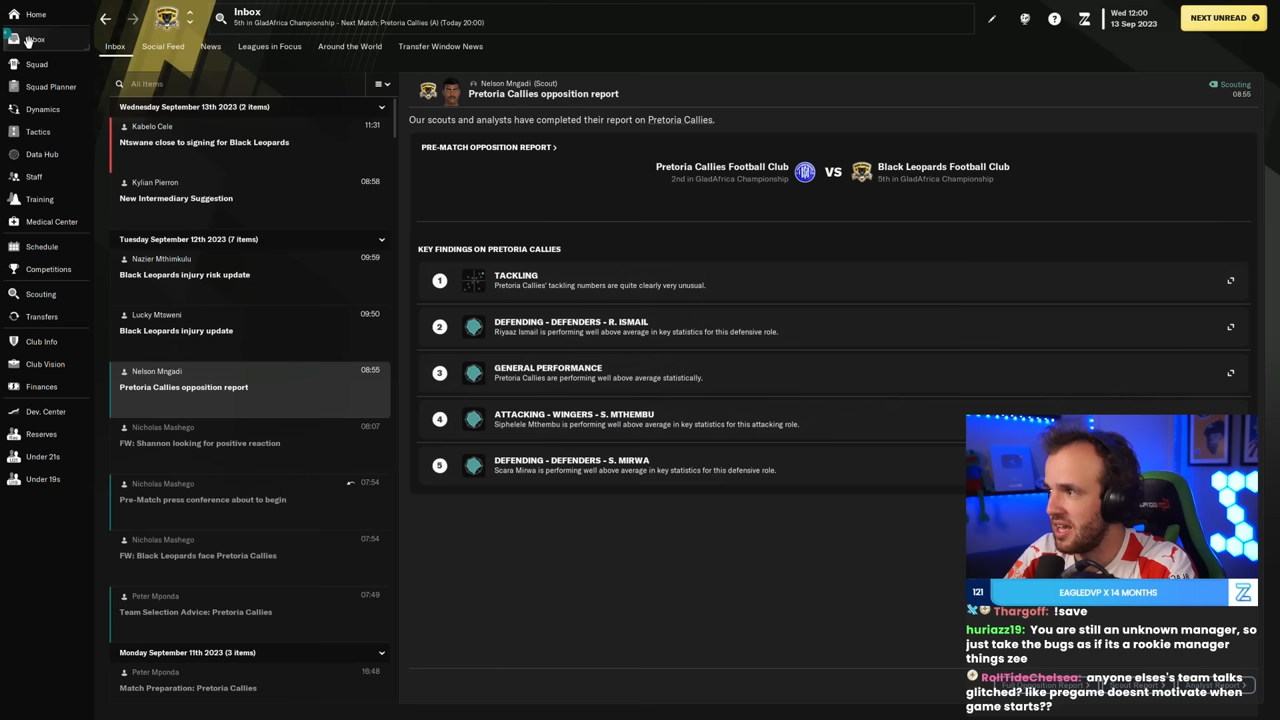 Home
Inbox
Squad
Squad Planner
Dynamics
Tactics
Data Hub
Staff
Training
Medical Center
Schedule
Competitions
Scouting
Transfers
Club Info
Club Vision
Finances
Dev. Center
Reserves
Under 21s
Under 19s
Inbox
5th in GladAfrica Championship - Next Match: Pretoria Callies (A) (Today 20:00)
Wed 12:00
13 Sep 2023
NEXT UNREAD
Inbox
Social Feed
News
Leagues in Focus
Around the World
Transfer Window News
All Items
Wednesday September 13th 2023 (2 items)
Kabelo Cele 11:31
Ntswane close to signing for Black Leopards
Kylian Pierron 08:58
New Intermediary Suggestion
Tuesday September 12th 2023 (7 items)
Nazier Mthimkulu 09:59
Black Leopards injury risk update
Lucky Mtsweni 09:50
Black Leopards injury update
Nelson Mngadi 08:55
Pretoria Callies opposition report
Nicholas Mashego 08:07
FW: Shannon looking for positive reaction
Nicholas Mashego 07:54
Pre-Match press conference about to begin
Nicholas Mashego 07:54
FW: Black Leopards face Pretoria Callies
Peter Mponda 07:49
Team Selection Advice: Pretoria Callies
Monday September 11th 2023 (3 items)
Peter Mponda 16:48
Match Preparation: Pretoria Callies
Nelson Mngadi (Scout)
Pretoria Callies opposition report
Scouting
08:55
Our scouts and analysts have completed their report on Pretoria Callies.
PRE-MATCH OPPOSITION REPORT >
Pretoria Callies Football Club
2nd in GladAfrica Championship
VS
Black Leopards Football Club
5th in GladAfrica Championship
KEY FINDINGS ON PRETORIA CALLIES
1
TACKLING
Pretoria Callies' tackling numbers are quite clearly very unusual.
2
DEFENDING - DEFENDERS - R. ISMAIL
Riyaaz Ismail is performing well above average in key statistics for this defensive role.
3
GENERAL PERFORMANCE
Pretoria Callies are performing well above average statistically.
4
ATTACKING - WINGERS - S. MTHEMBU
Siphelele Mthembu is performing well above average in key statistics for this attacking role.
5
DEFENDING - DEFENDERS - S. MIRWA
Scara Mirwa is performing well above average in key statistics for this defensive role.
121 EAGLEDVP X 14 MONTHS
Thargoff: !save
huriazz19: You are still an unknown manager, so
just take the bugs as if its a rookie manager
things zee
RollTideChelsea: anyone elses's team talks
glitched? like pregame doesnt motivate when
game starts??
Full Opposition Report > Scout Report > Analyst Report >